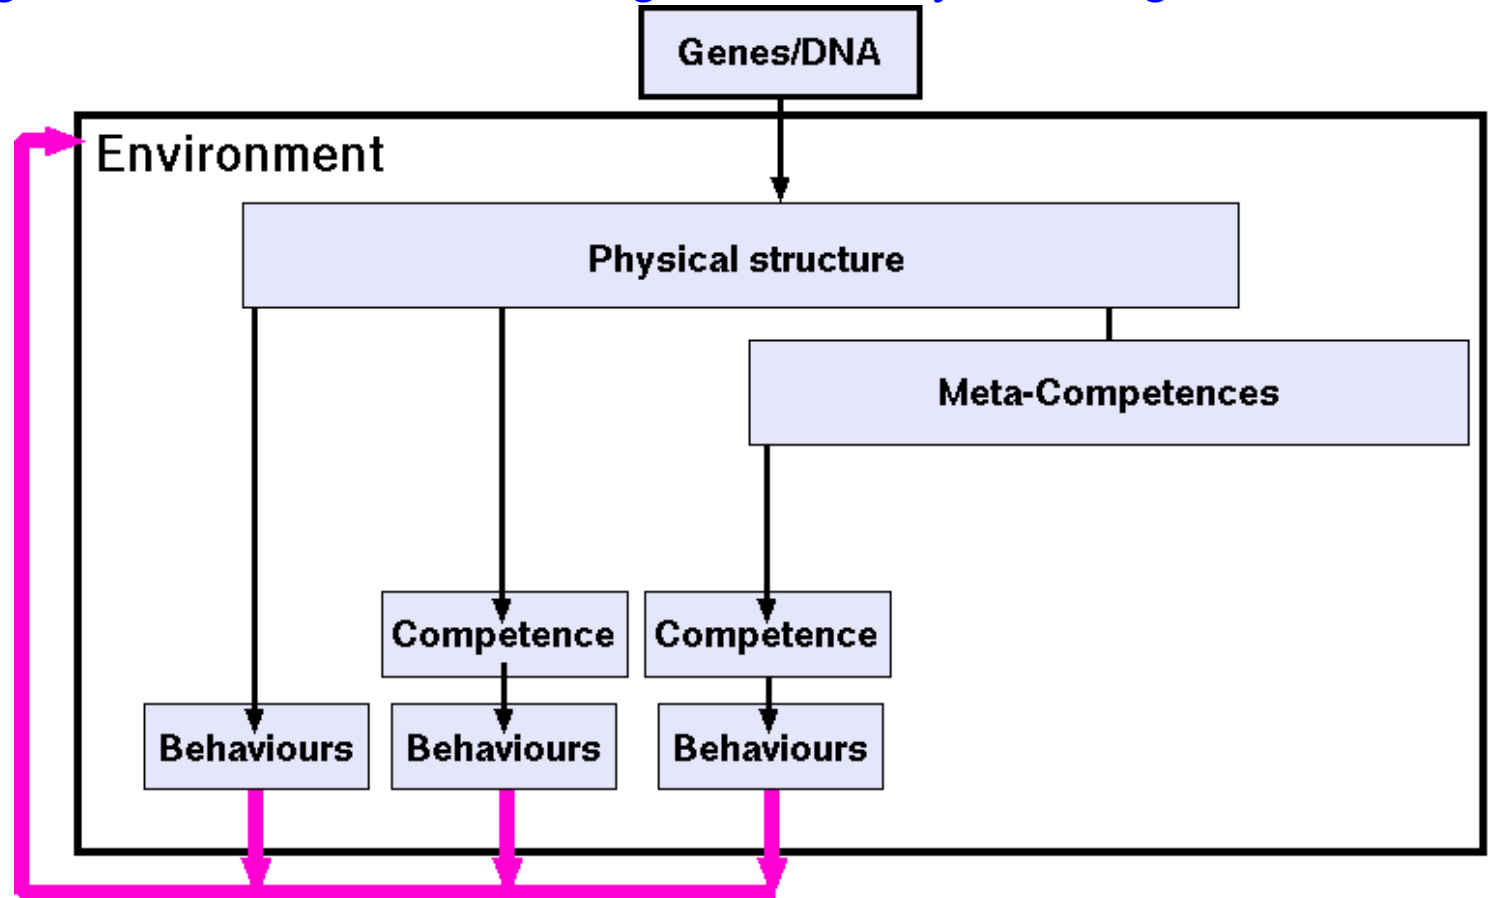 Genes/DNA
Environment
Physical structure
Meta-Competences
Competence
Competence
Behaviours
Behaviours
Behaviours